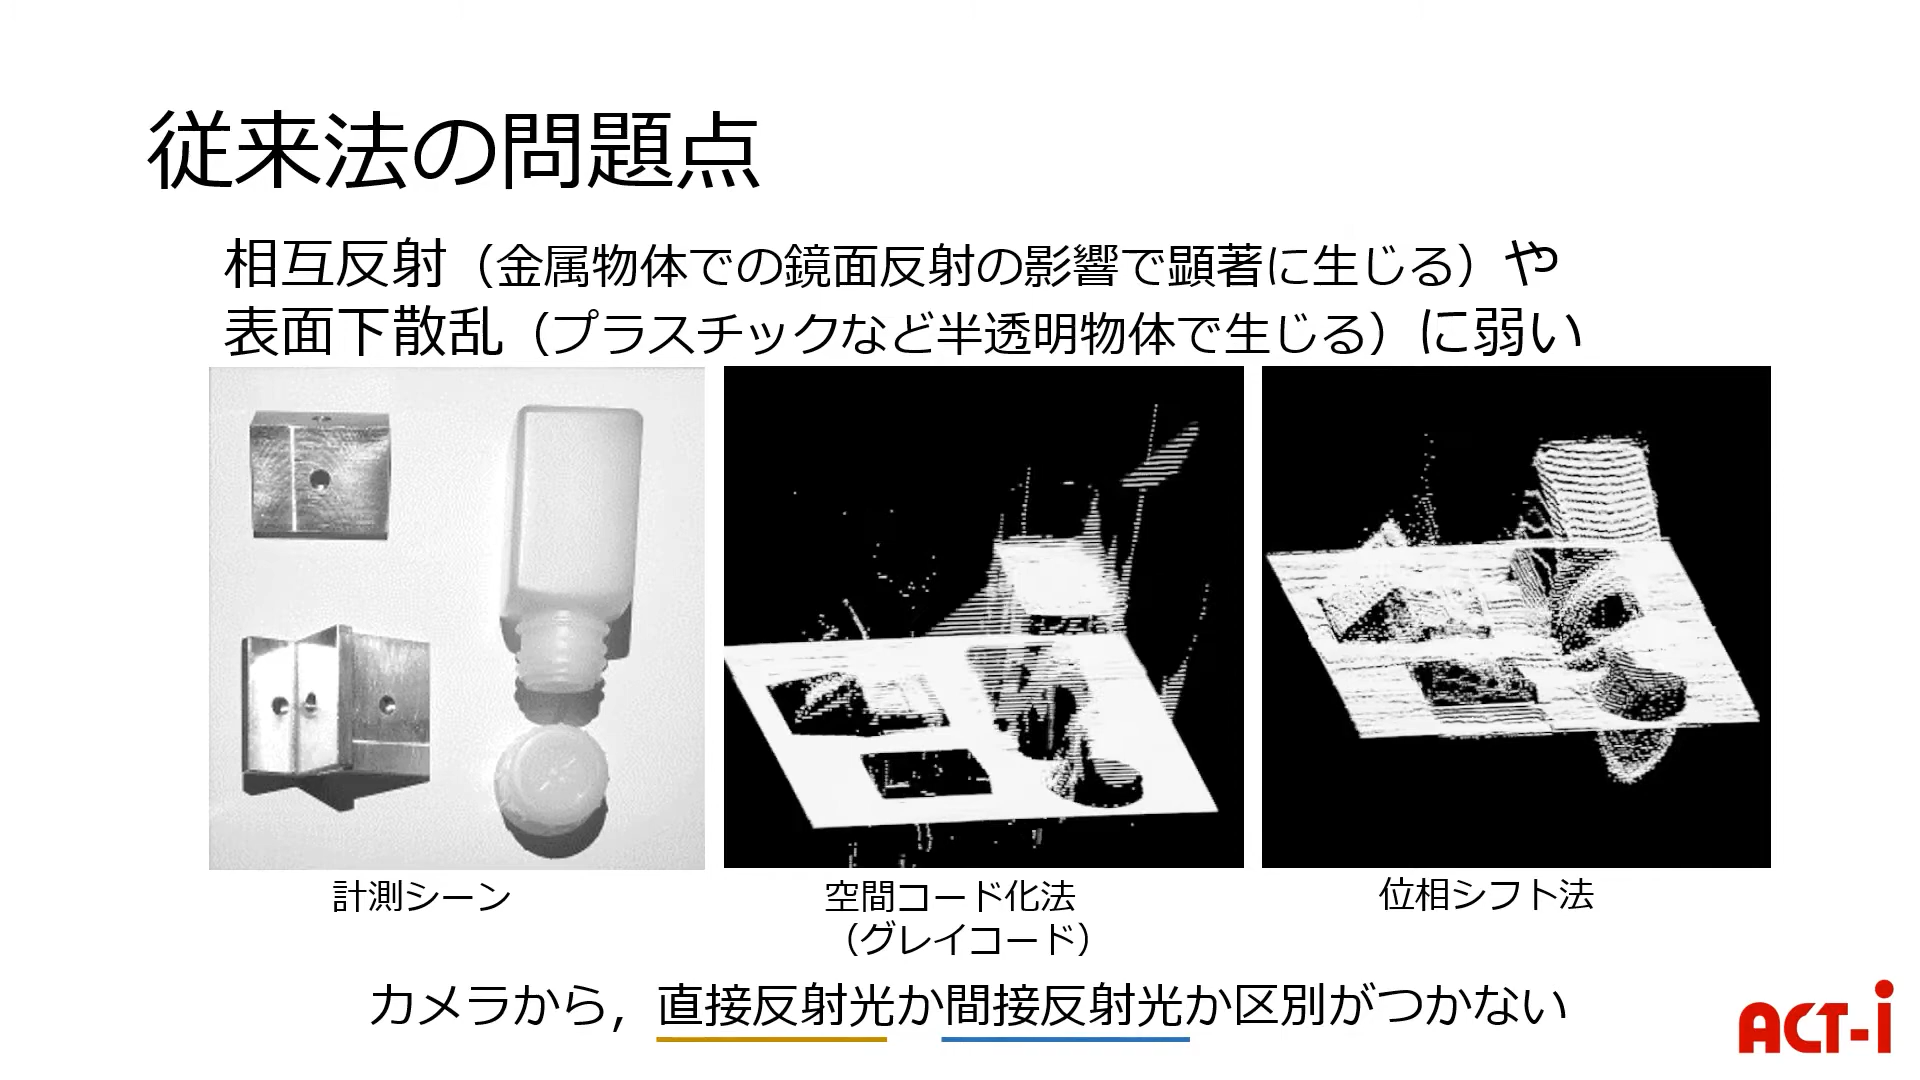 従来法の問題点
相互反射（金属物体での鏡面反射の影響で顕著に生じる）や
表面下散乱（プラスチックなど半透明物体で生じる）に弱い
計測シーン
空間コード化法
（グレイコード）
位相シフト法
カメラから，直接反射光か間接反射光か区別がつかない
ACT-i